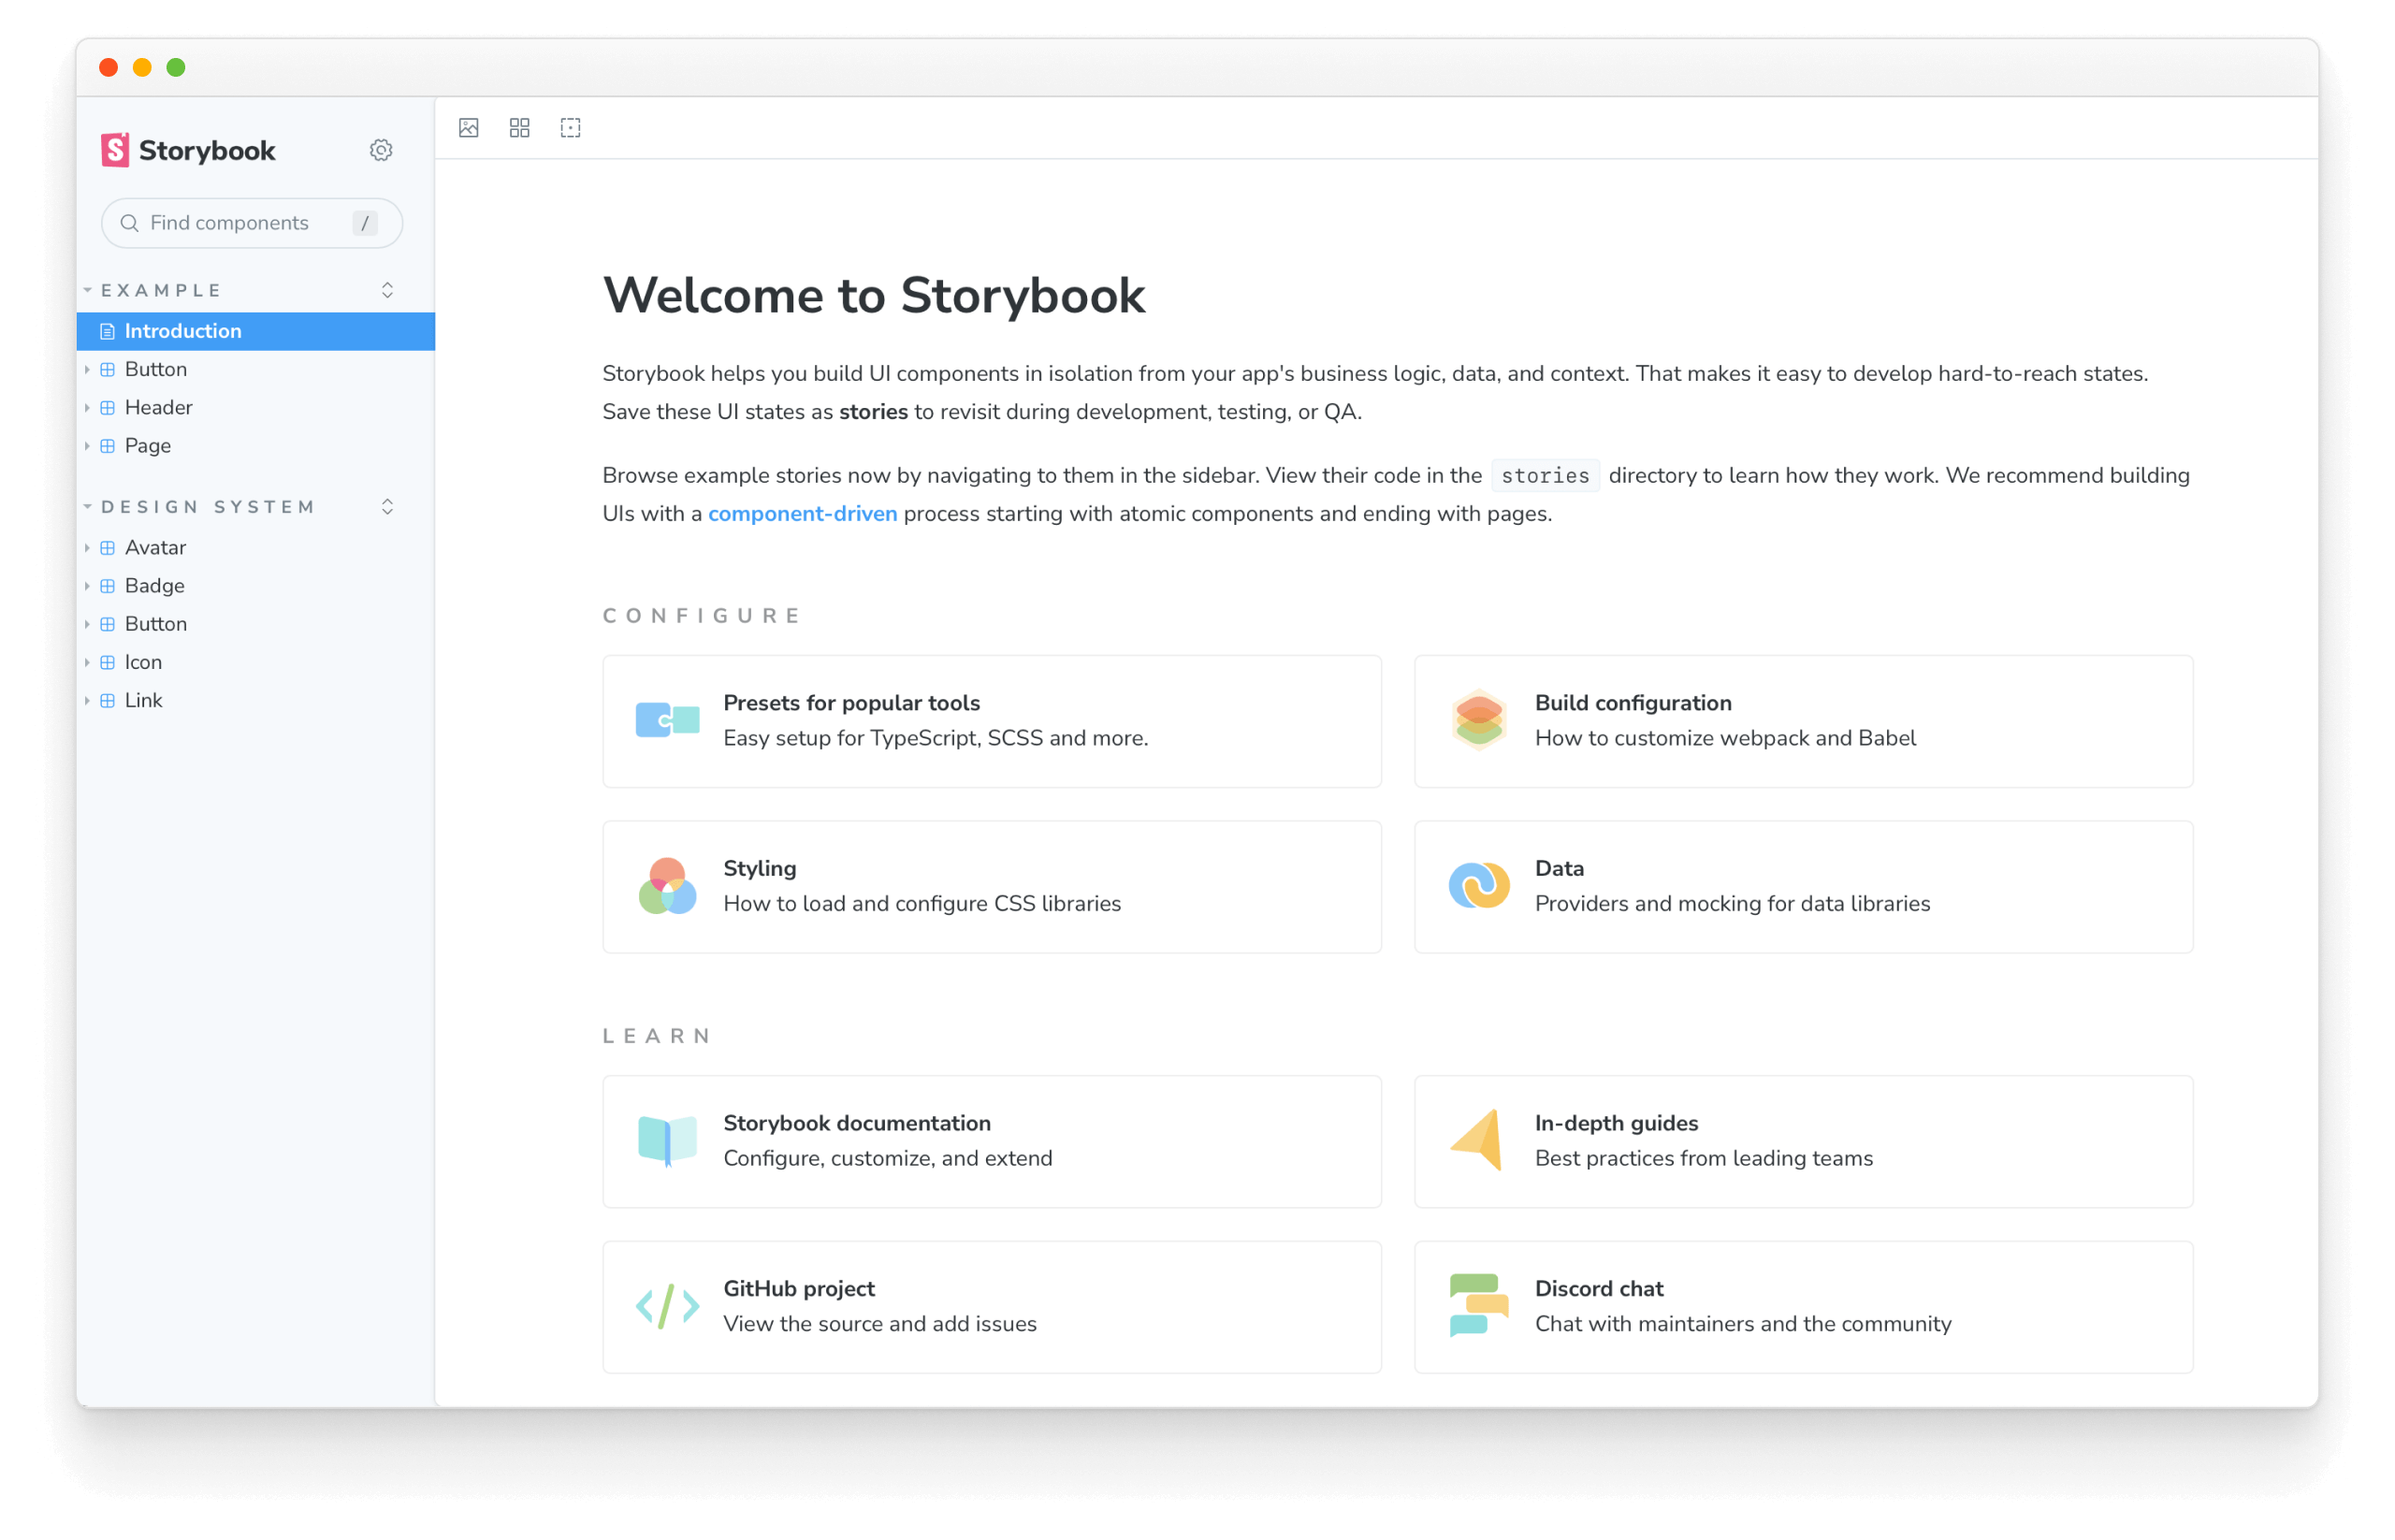 Storybook
Find components
/
EXAMPLE
Introduction
Button
Header
Page
DESIGN SYSTEM
Avatar
Badge
Button
Icon
Link
Welcome to Storybook
Storybook helps you build UI components in isolation from your app's business logic, data, and context. That makes it easy to develop hard-to-reach states.
Save these UI states as stories to revisit during development, testing, or QA.
Browse example stories now by navigating to them in the sidebar. View their code in the stories directory to learn how they work. We recommend building
UIs with a component-driven process starting with atomic components and ending with pages.
CONFIGURE
Presets for popular tools
Easy setup for TypeScript, SCSS and more.
Build configuration
How to customize webpack and Babel
Styling
How to load and configure CSS libraries
Data
Providers and mocking for data libraries
LEARN
Storybook documentation
Configure, customize, and extend
In-depth guides
Best practices from leading teams
GitHub project
View the source and add issues
Discord chat
Chat with maintainers and the community